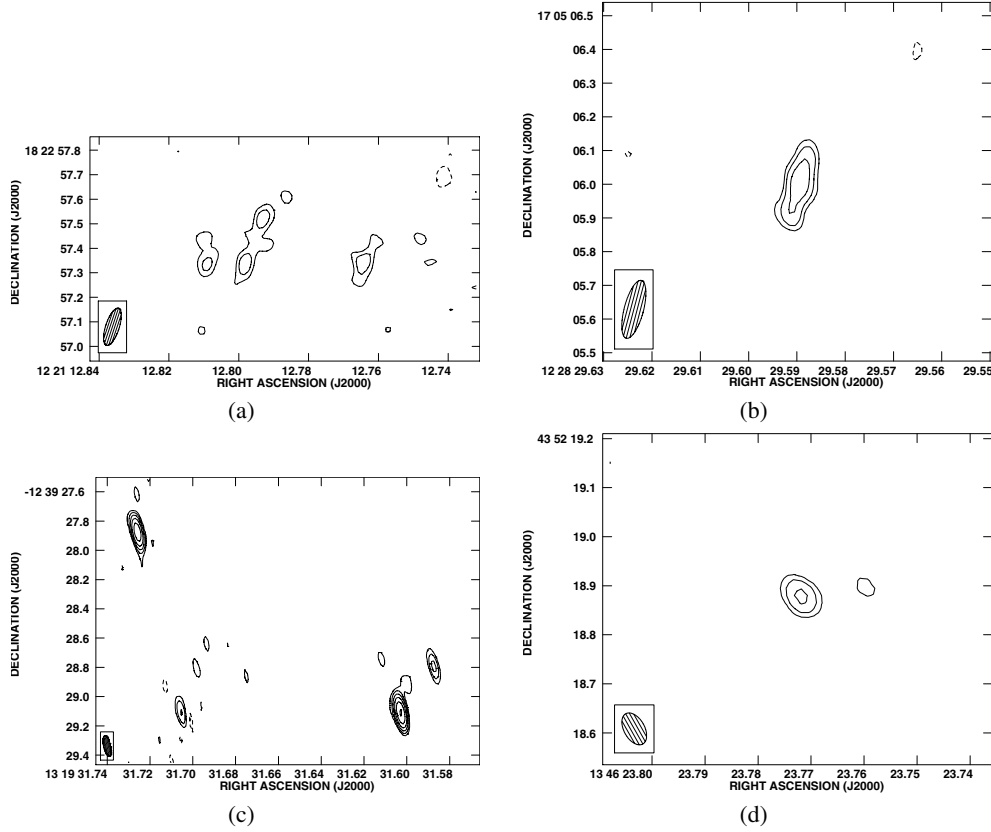 18 22 57.8
57.7
57.6
57.5
57.4
57.3
57.2
57.1
57.0
DECLINATION (J2000)
12 21 12.84 12.82 12.80 12.78 12.76 12.74
RIGHT ASCENSION (J2000)
(a)
17 05 06.5
06.4
06.3
06.2
06.1
06.0
05.9
05.8
05.7
05.6
05.5
DECLINATION (J2000)
12 28 29.63 29.62 29.61 29.60 29.59 29.58 29.57 29.56 29.55
RIGHT ASCENSION (J2000)
(b)
-12 39 27.6
27.8
28.0
28.2
28.4
28.6
28.8
29.0
29.2
29.4
DECLINATION (J2000)
13 19 31.74 31.72 31.70 31.68 31.66 31.64 31.62 31.60 31.58
RIGHT ASCENSION (J2000)
(c)
43 52 19.2
19.1
19.0
18.9
18.8
18.7
18.6
DECLINATION (J2000)
13 46 23.80 23.79 23.78 23.77 23.76 23.75 23.74
RIGHT ASCENSION (J2000)
(d)